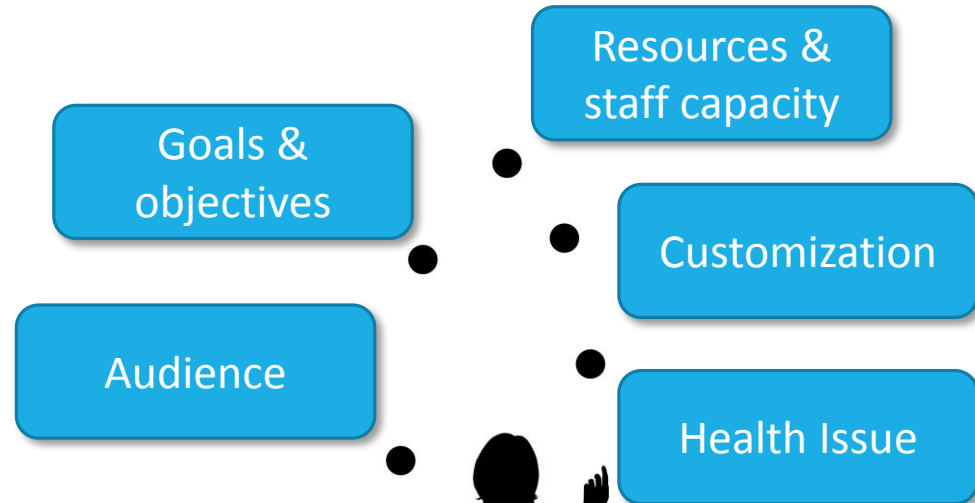 Resources &
staff capacity
Goals &
objectives
Customization
Audience
Health Issue